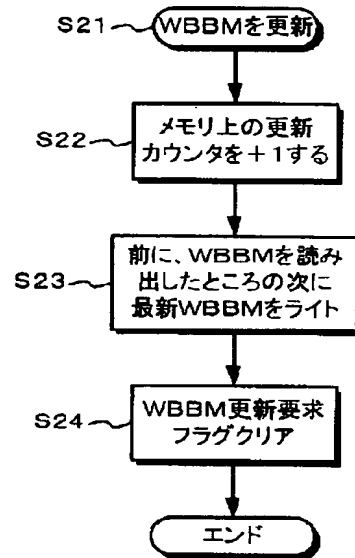 S21 WBBMを更新
メモリ上の更新
S22 カウンタを+1する
前に、WBBMを読み
S23 出したところの次に
最新WBBMをライト
S24 WBBM更新要求
フラグクリア
エンド